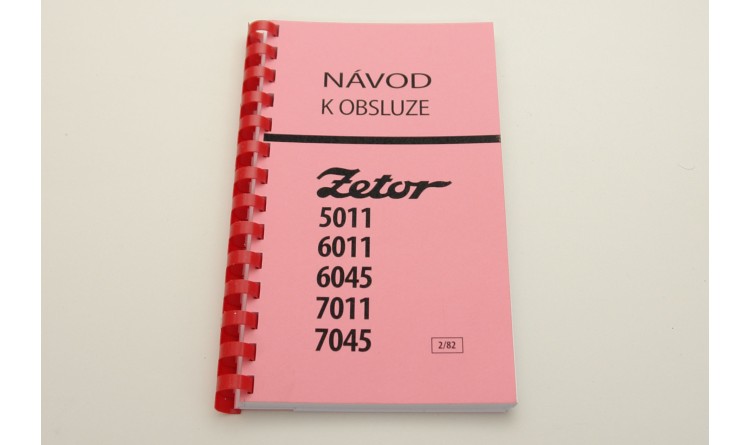 NÁVOD
K OBSLUZE
Zetor
5011
6011
6045
7011
7045
2/82